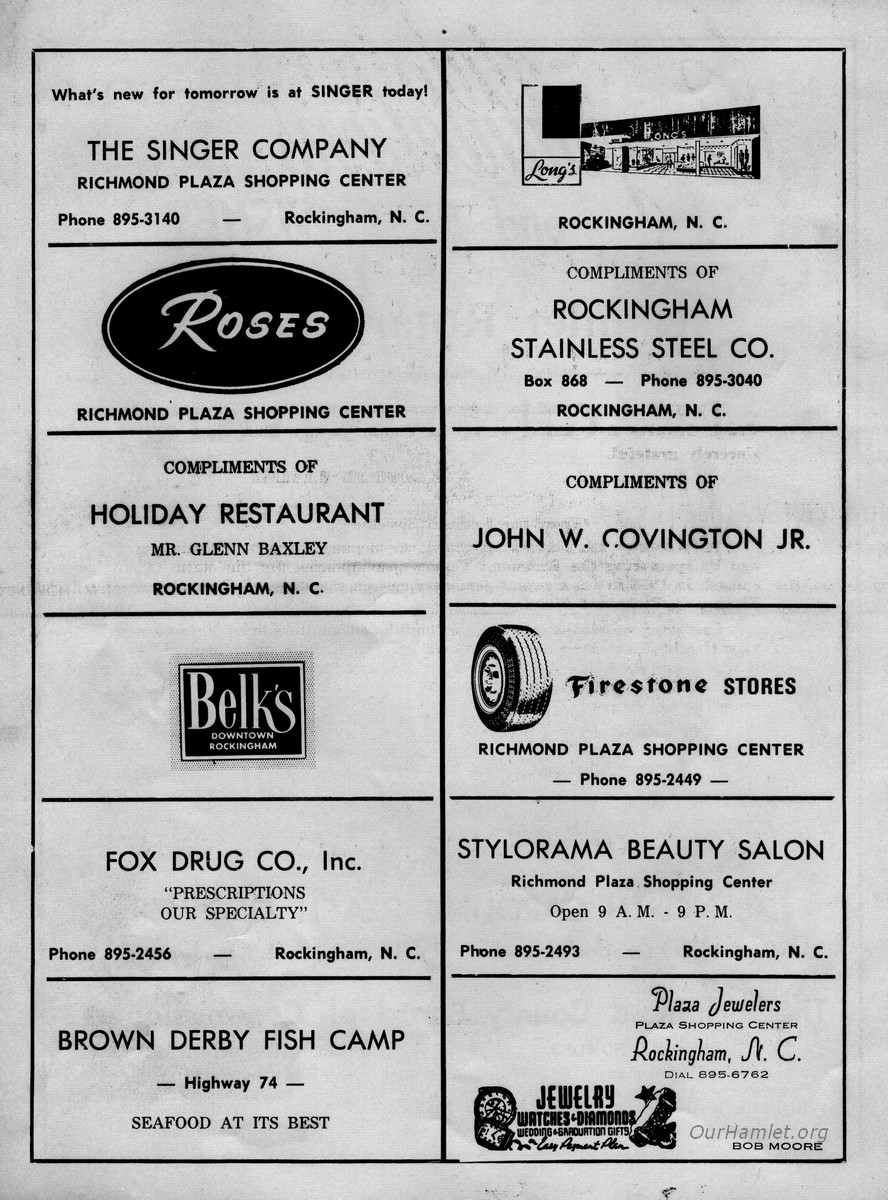 What's new for tomorrow is at SINGER today!
THE SINGER COMPANY
RICHMOND PLAZA SHOPPING CENTER
Phone 895-3140 — Rockingham, N. C.
ROSES
RICHMOND PLAZA SHOPPING CENTER
COMPLIMENTS OF
HOLIDAY RESTAURANT
MR. GLENN BAXLEY
ROCKINGHAM, N. C.
Belk's
DOWNTOWN
ROCKINGHAM
FOX DRUG CO., Inc.
"PRESCRIPTIONS
OUR SPECIALTY"
Phone 895-2456 — Rockingham, N. C.
BROWN DERBY FISH CAMP
— Highway 74 —
SEAFOOD AT ITS BEST
LONG'S
Long's
ROCKINGHAM, N. C.
COMPLIMENTS OF
ROCKINGHAM
STAINLESS STEEL CO.
Box 868 — Phone 895-3040
ROCKINGHAM, N. C.
COMPLIMENTS OF
JOHN W. COVINGTON JR.
Firestone STORES
RICHMOND PLAZA SHOPPING CENTER
— Phone 895-2449 —
STYLORAMA BEAUTY SALON
Richmond Plaza Shopping Center
Open 9 A. M. - 9 P. M.
Phone 895-2493 — Rockingham, N. C.
Plaza Jewelers
PLAZA SHOPPING CENTER
Rockingham, N. C.
DIAL 895-6762
JEWELRY
WATCHES & DIAMONDS
WEDDING & GRADUATION GIFTS
Easy Payment Plan
OurHamlet.org
BOB MOORE